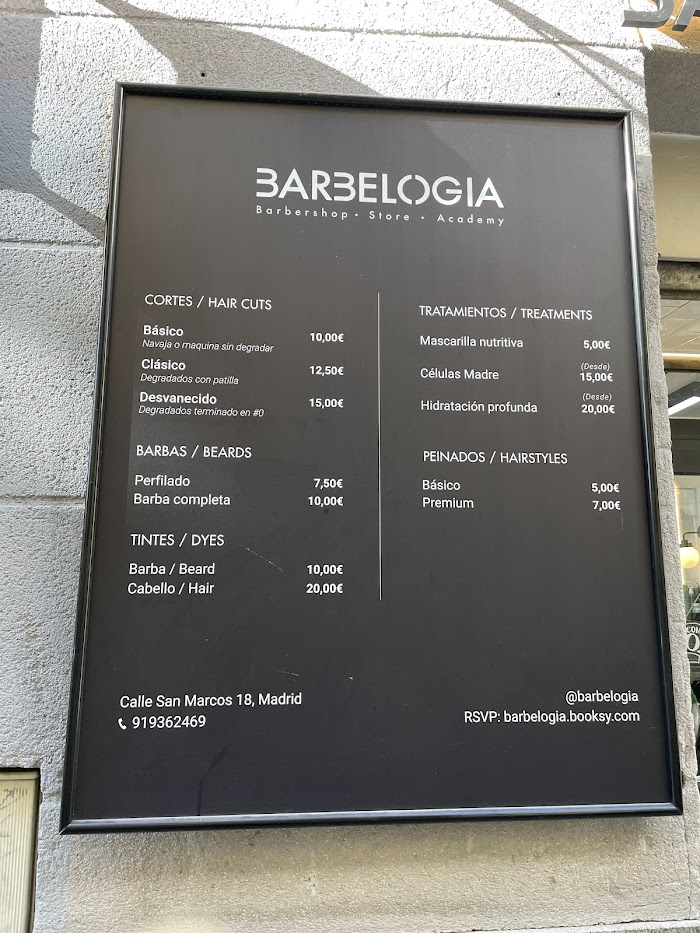 BARBELOGIA
Barbershop · Store · Academy
CORTES / HAIR CUTS
Básico 10,00€
Navaja o maquina sin degradar
Clásico 12,50€
Degradados con patilla
Desvanecido 15,00€
Degradados terminado en #0
BARBAS / BEARDS
Perfilado 7,50€
Barba completa 10,00€
TINTES / DYES
Barba / Beard 10,00€
Cabello / Hair 20,00€
TRATAMIENTOS / TREATMENTS
Mascarilla nutritiva 5,00€
(Desde)
Células Madre 15,00€
(Desde)
Hidratación profunda 20,00€
PEINADOS / HAIRSTYLES
Básico 5,00€
Premium 7,00€
Calle San Marcos 18, Madrid
919362469
@barbelogia
RSVP: barbelogia.booksy.com